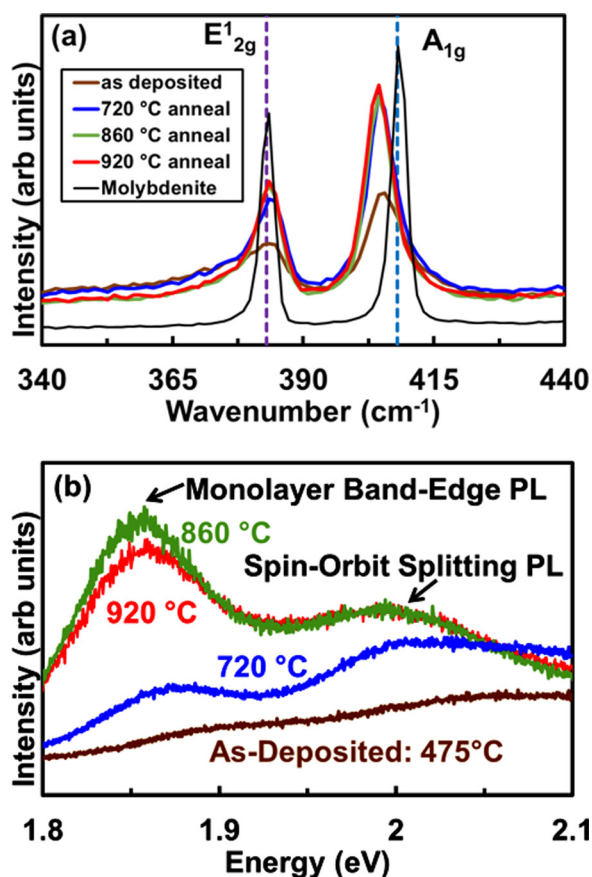 (a)
E¹₂g
A₁g
as deposited
720 °C anneal
860 °C anneal
920 °C anneal
Molybdenite
Intensity (arb units)
340
365
390
415
440
Wavenumber (cm⁻¹)
(b)
Monolayer Band-Edge PL
860 °C
Spin-Orbit Splitting PL
920 °C
720 °C
As-Deposited: 475°C
Intensity (arb units)
1.8
1.9
2
2.1
Energy (eV)